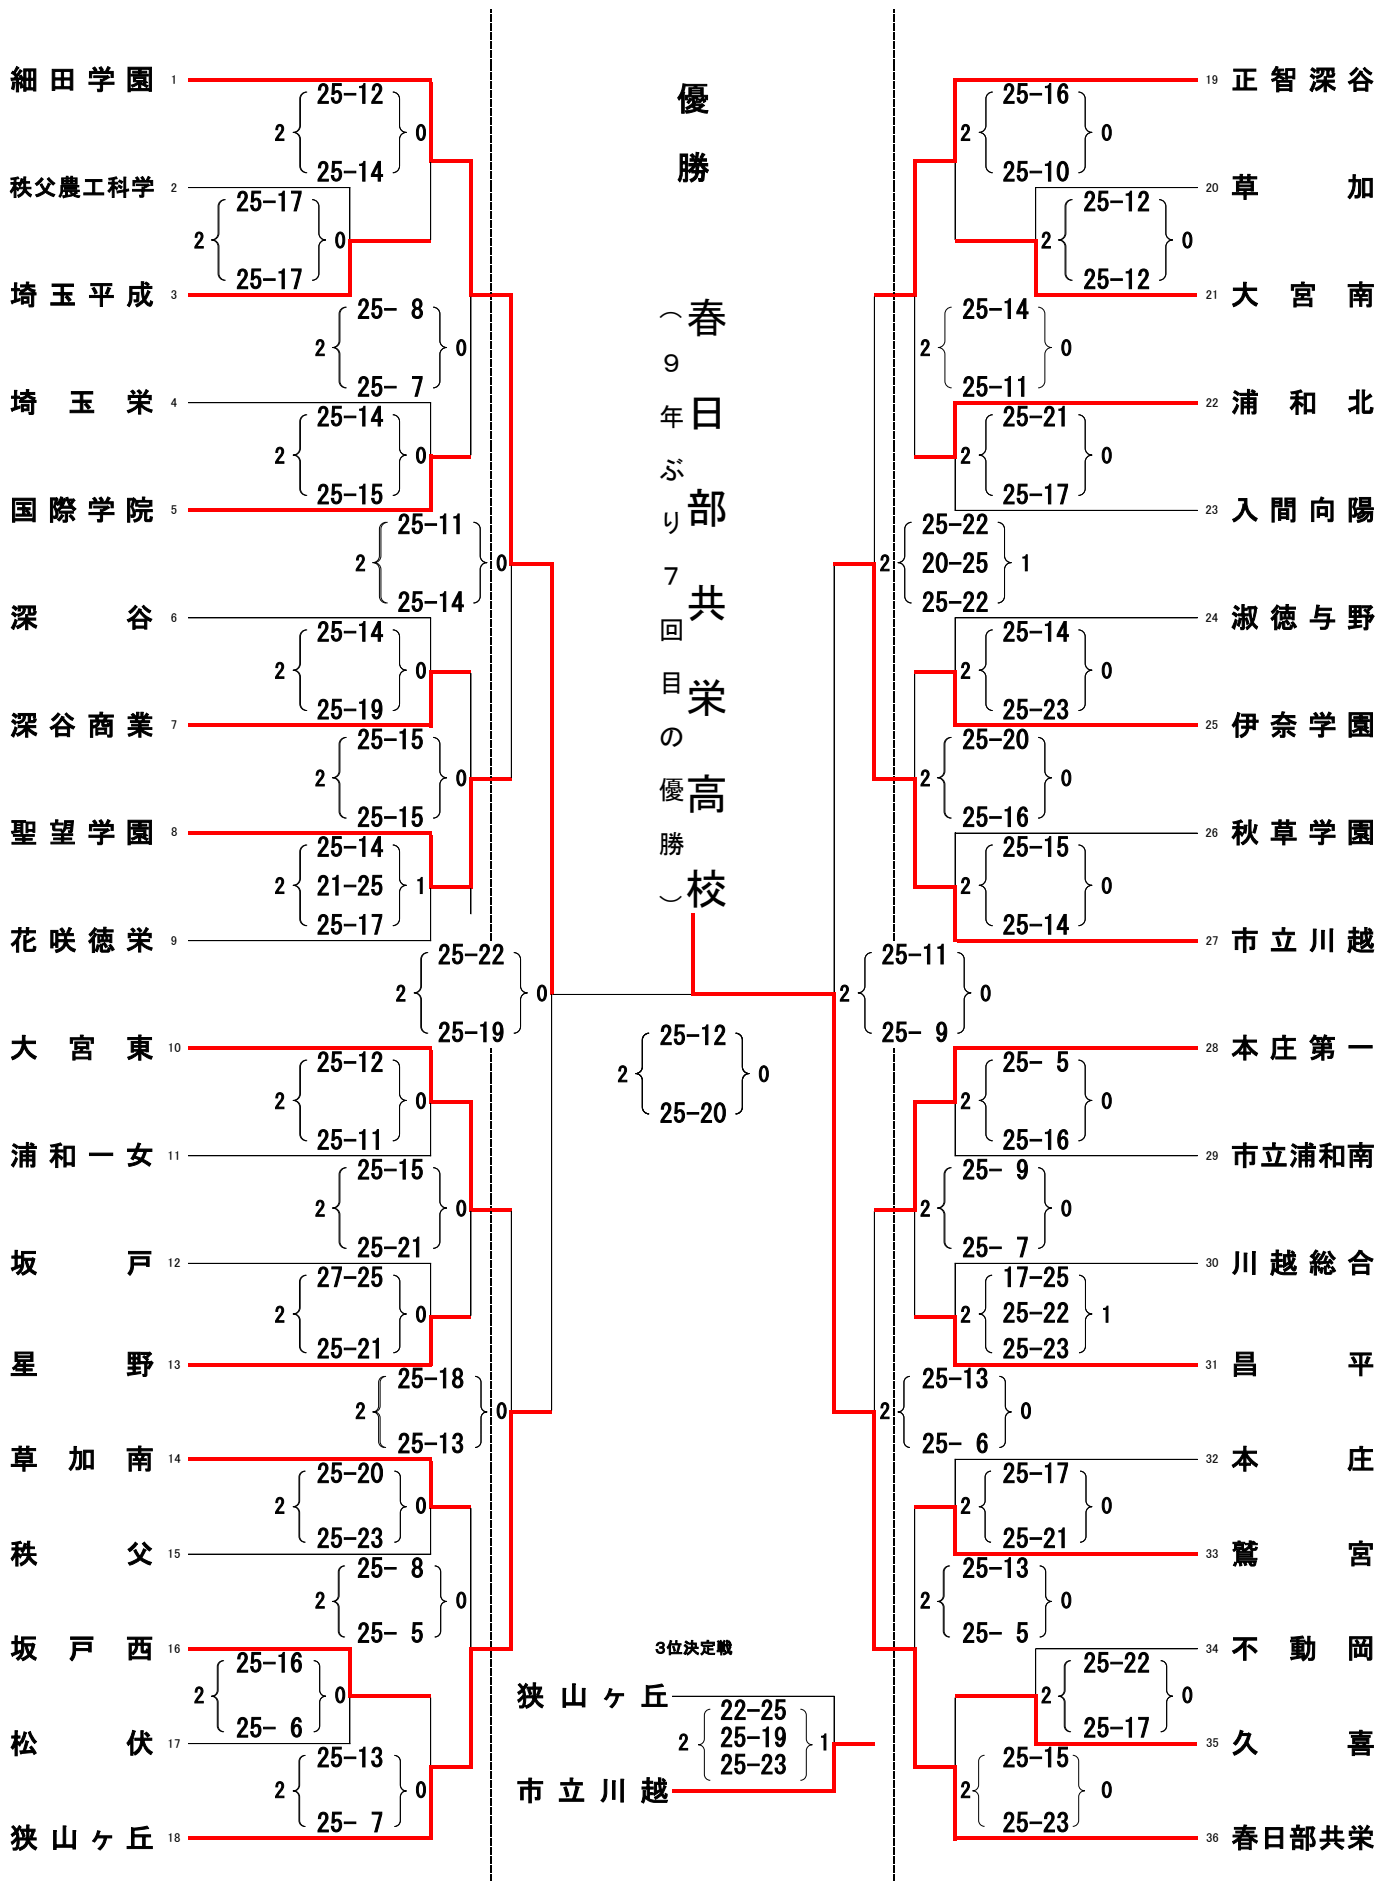 優勝
春日部共栄高校
（9年ぶり7回目の優勝）
細田学園 1
25-12
2 0
25-14
秩父農工科学 2
25-17
2 0
25-17
埼玉平成 3
25- 8
2 0
25- 7
埼玉栄 4
25-14
2 0
25-15
国際学院 5
25-11
2 0
25-14
深谷 6
25-14
2 0
25-19
深谷商業 7
25-15
2 0
25-15
聖望学園 8
25-14
2 21-25 1
25-17
花咲徳栄 9
25-22
2 0
25-19
大宮東 10
25-12
2 0
25-11
浦和一女 11
25-15
2 0
25-21
坂戸 12
27-25
2 0
25-21
星野 13
25-18
2 0
25-13
草加南 14
25-20
2 0
25-23
秩父 15
25- 8
2 0
25- 5
坂戸西 16
25-16
2 0
25- 6
松伏 17
25-13
2 0
25- 7
狭山ヶ丘 18
25-12
2 0
25-20
3位決定戦
狭山ヶ丘
22-25
2 25-19 1
25-23
市立川越
19 正智深谷
25-16
2 0
25-10
20 草加
25-12
2 0
25-12
21 大宮南
25-14
2 0
25-11
22 浦和北
25-21
2 0
25-17
23 入間向陽
25-22
2 20-25 1
25-22
24 淑徳与野
25-14
2 0
25-23
25 伊奈学園
25-20
2 0
25-16
26 秋草学園
25-15
2 0
25-14
27 市立川越
25-11
2 0
25- 9
28 本庄第一
25- 5
2 0
25-16
29 市立浦和南
25- 9
2 0
25- 7
30 川越総合
17-25
2 25-22 1
25-23
31 昌平
25-13
2 0
25- 6
32 本庄
25-17
2 0
25-21
33 鷲宮
25-13
2 0
25- 5
34 不動岡
25-22
2 0
25-17
35 久喜
25-15
2 0
25-23
36 春日部共栄